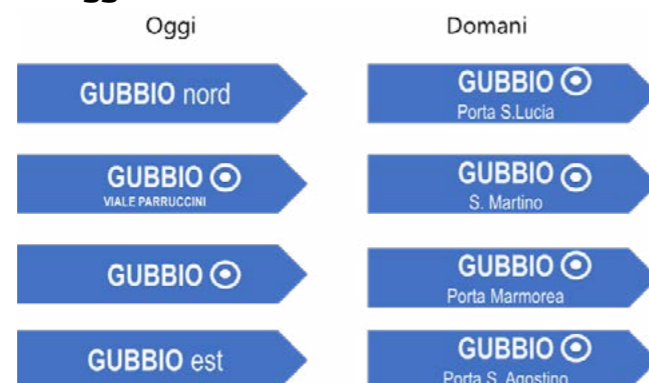 Oggi
Domani
GUBBIO nord
GUBBIO
Porta S.Lucia
GUBBIO
VIALE PARRUCCINI
GUBBIO
S. Martino
GUBBIO
GUBBIO
Porta Marmorea
GUBBIO est
GUBBIO
Porta S. Agostino